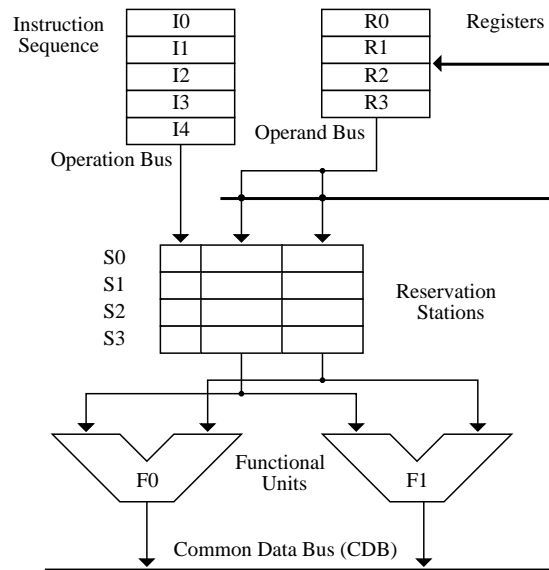 Instruction
Sequence
I0
I1
I2
I3
I4
R0
R1
R2
R3
Registers
Operation Bus
Operand Bus
S0
S1
S2
S3
Reservation
Stations
F0
Functional
Units
F1
Common Data Bus (CDB)